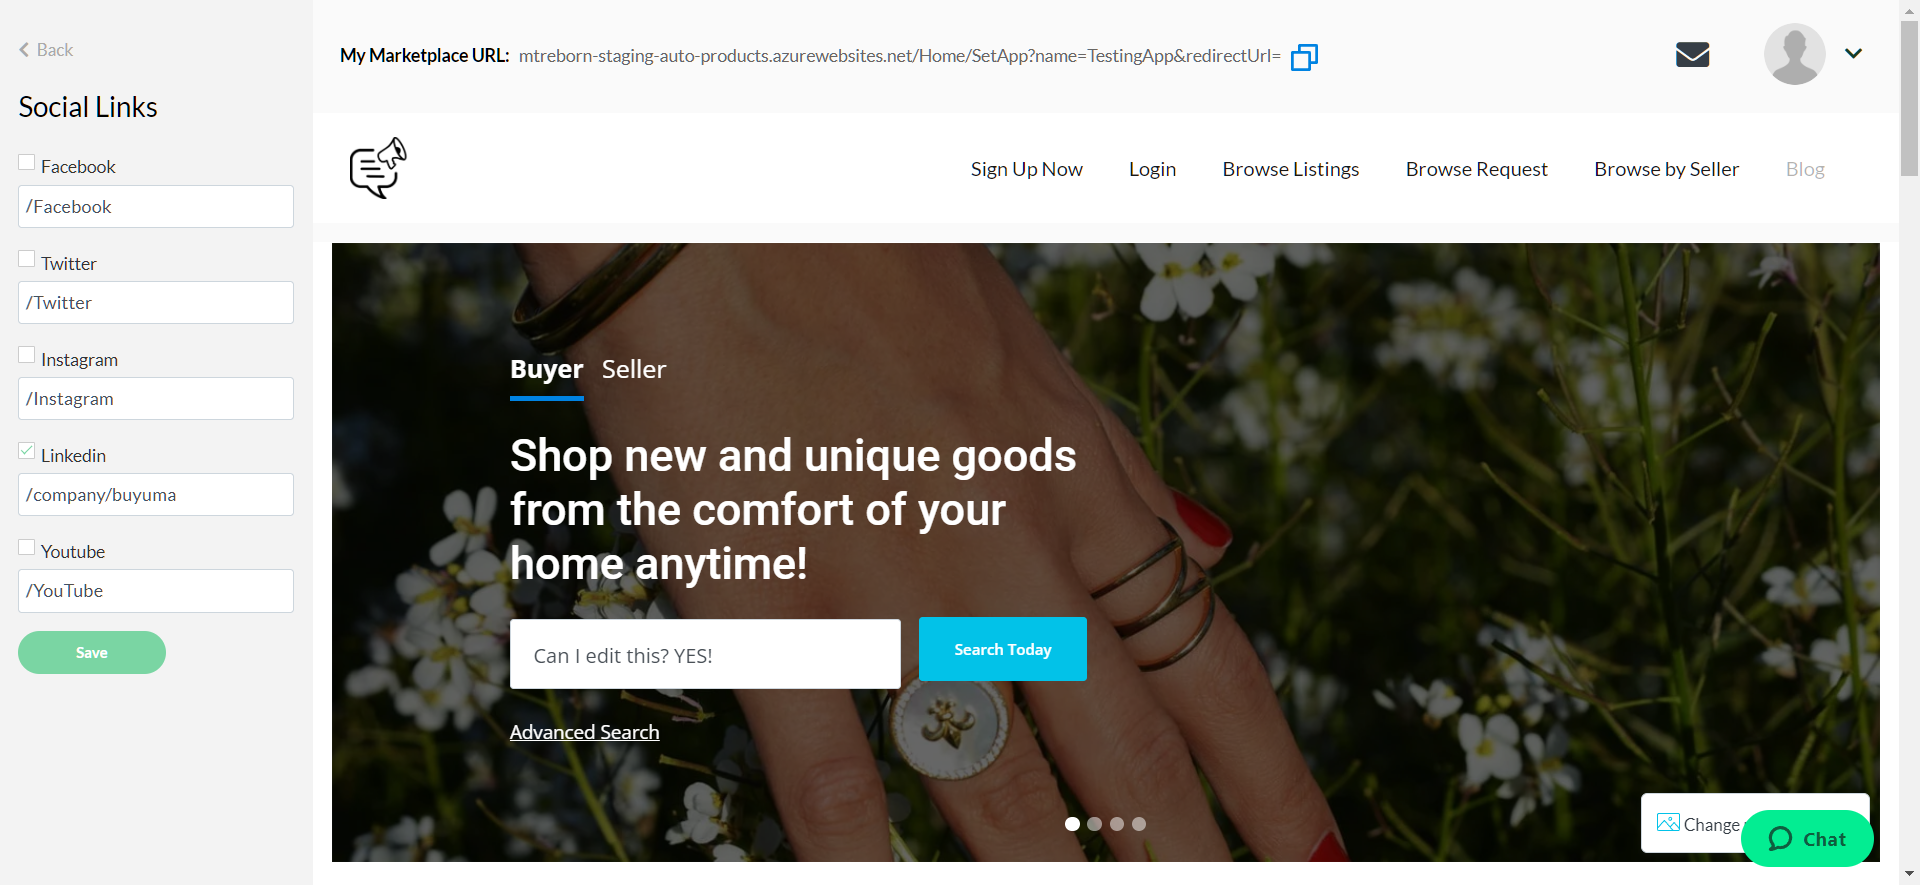 Back
Social Links
Facebook
/Facebook
Twitter
/Twitter
Instagram
/Instagram
Linkedin
/company/buyuma
Youtube
/YouTube
Save
My Marketplace URL: mtreborn-staging-auto-products.azurewebsites.net/Home/SetApp?name=TestingApp&redirectUrl=
Sign Up Now Login Browse Listings Browse Request Browse by Seller Blog
Buyer Seller
Shop new and unique goods
from the comfort of your
home anytime!
Can I edit this? YES!
Search Today
Advanced Search
Change
Chat